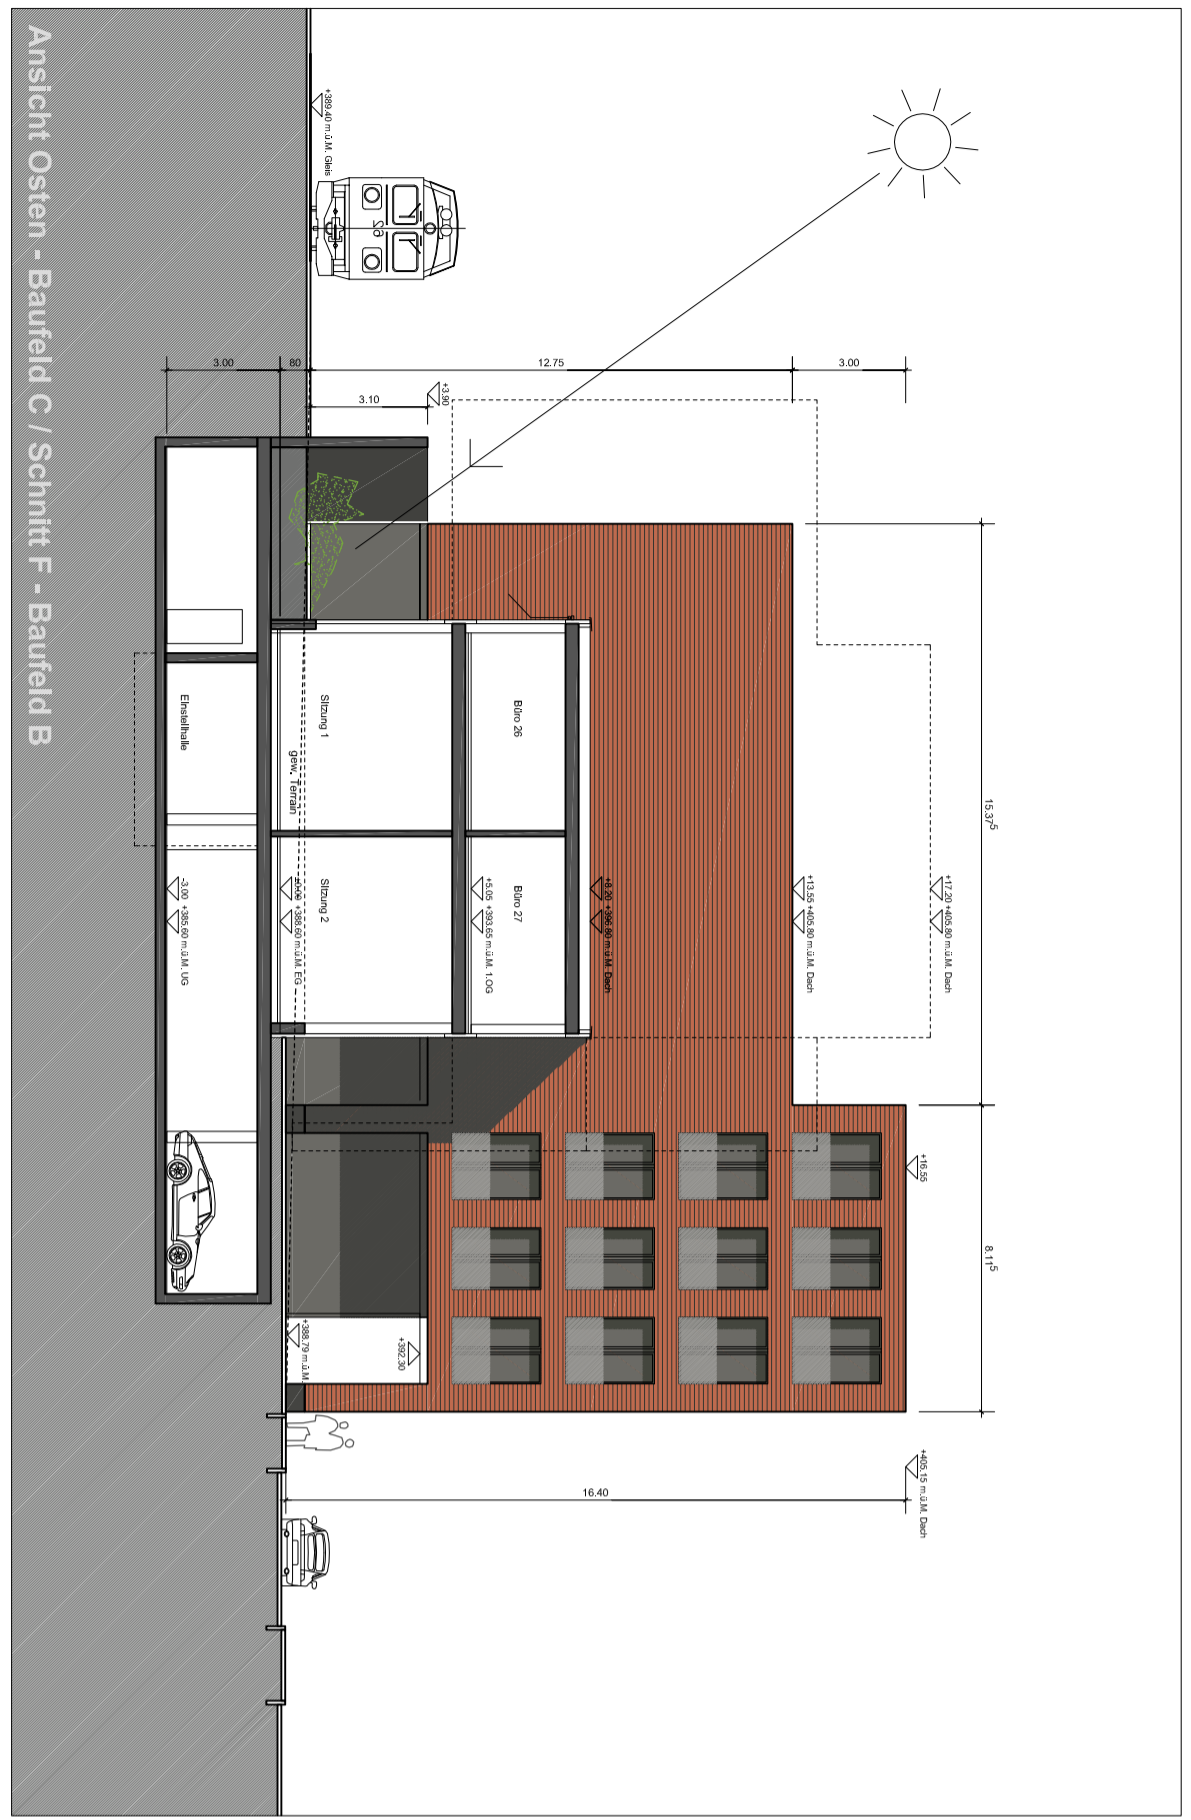 Ansicht Osten - Baufeld C / Schnitt F - Baufeld B
+389.40 m.ü.M. Gleis
3.00
80
12.75
3.00
3.10
+3.90
15.37⁵
8.11⁵
+17.20 +405.80 m.ü.M. Dach
+13.55 +405.80 m.ü.M. Dach
+8.20 +396.80 m.ü.M. Dach
Büro 26
Büro 27
+5.05 +393.65 m.ü.M. 1.OG
Sitzung 1
Sitzung 2
gew. Terrain
±0.00 +388.60 m.ü.M. EG
Einstellhalle
-3.00 +385.60 m.ü.M. UG
+16.55
+392.30
+388.79 m.ü.M.
16.40
+405.15 m.ü.M. Dach